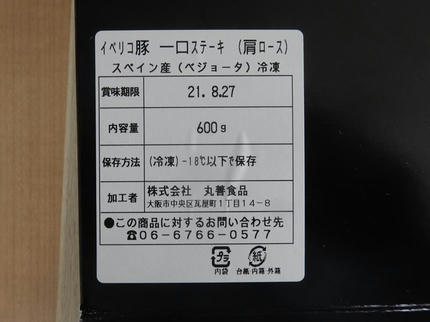 イベリコ豚 一口ステーキ (肩ロース)
スペイン産(ベジョータ)冷凍
賞味期限 21. 8.27
内容量 600g
保存方法 (冷凍)-18℃以下で保存
加工者 株式会社 丸善食品
大阪市中央区瓦屋町1丁目14-8
●この商品に対するお問い合わせ先
☎06-6766-0577
プラ 紙
内袋 台紙 内箱 外箱